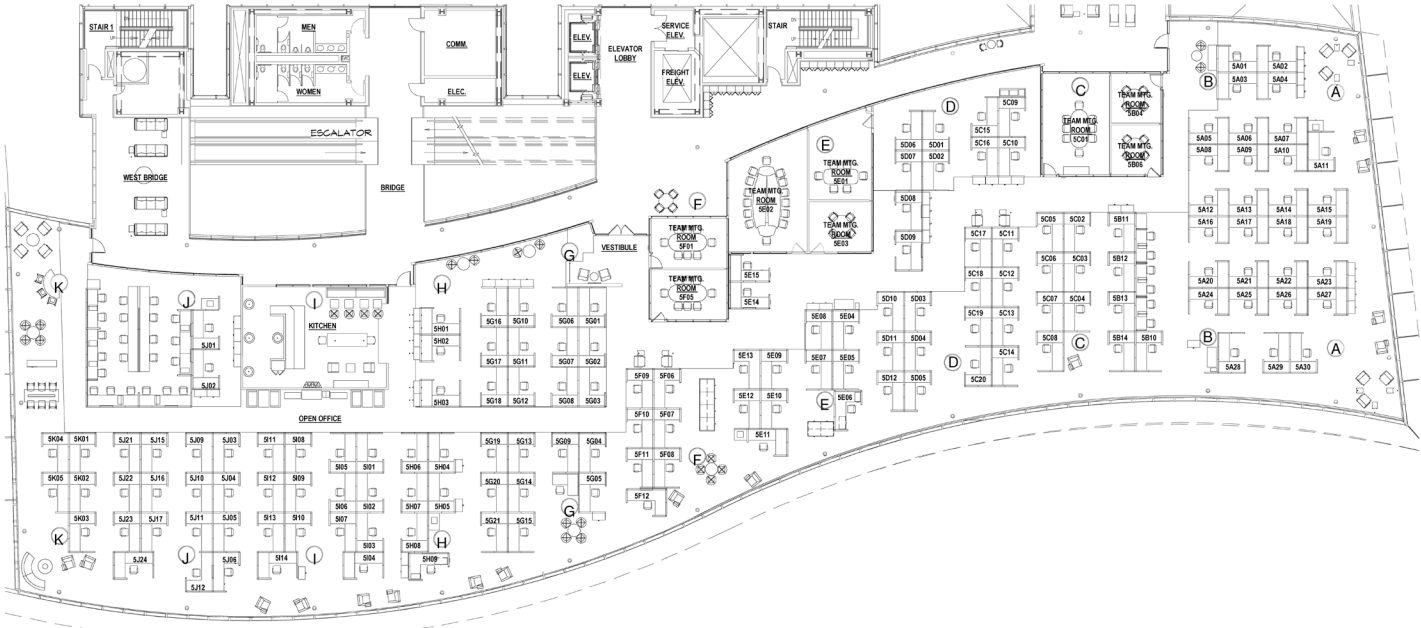 STAIR 1
UP
MEN
WOMEN
COMM.
ELEC.
ELEV.
ELEV.
ELEVATOR
LOBBY
SERVICE
ELEV.
FREIGHT
ELEV.
STAIR
DN
UP
ESCALATOR
WEST BRIDGE
BRIDGE
VESTIBULE
KITCHEN
OPEN OFFICE
TEAM MTG.
ROOM
5F01
TEAM MTG.
ROOM
5F05
TEAM MTG.
ROOM
5E02
TEAM MTG.
ROOM
5E01
TEAM MTG.
ROOM
5E03
TEAM MTG.
ROOM
5C01
TEAM MTG.
ROOM
5B04
TEAM MTG.
ROOM
5B06
K
J
I
H
G
F
E
D
C
B
A
K
J
I
H
G
F
E
D
C
B
A
5A01 5A02
5A03 5A04
5A05 5A06 5A07
5A08 5A09 5A10
5A11
5A12 5A13 5A14 5A15
5A16 5A17 5A18 5A19
5A20 5A21 5A22 5A23
5A24 5A25 5A26 5A27
5A28 5A29 5A30
5B11
5B12
5B13
5B14 5B10
5C09
5C15
5C16 5C10
5C05 5C02
5C06 5C03
5C07 5C04
5C08
5C17 5C11
5C18 5C12
5C19 5C13
5C14
5C20
5D06 5D01
5D07 5D02
5D08
5D09
5D10 5D03
5D11 5D04
5D12 5D05
5E15
5E14
5E08 5E04
5E07 5E05
5E06
5E13 5E09
5E12 5E10
5E11
5F09 5F06
5F10 5F07
5F11 5F08
5F12
5G16 5G10
5G17 5G11
5G18 5G12
5G06 5G01
5G07 5G02
5G08 5G03
5G19 5G13
5G20 5G14
5G21 5G15
5G09 5G04
5G05
5H01
5H02
5H03
5H06 5H04
5H07 5H05
5H08
5H09
5I11 5I08
5I12 5I09
5I13 5I10
5I14
5I05 5I01
5I06 5I02
5I07
5I03
5I04
5J01
5J02
5J21 5J15
5J22 5J16
5J23 5J17
5J24
5J09 5J03
5J10 5J04
5J11 5J05
5J06
5J12
5K04 5K01
5K05 5K02
5K03